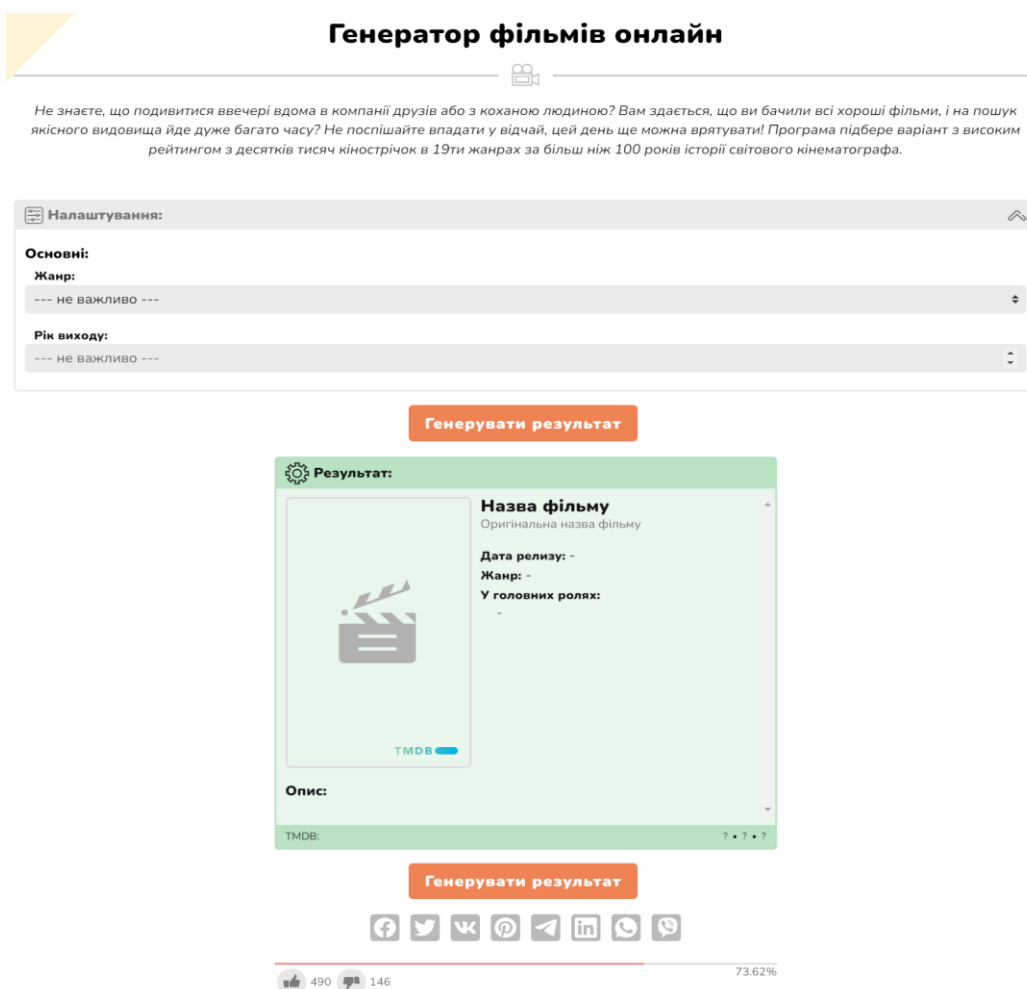 Генератор фільмів онлайн
Не знаєте, що подивитися ввечері вдома в компанії друзів або з коханою людиною? Вам здається, що ви бачили всі хороші фільми, і на пошук
якісного видовища йде дуже багато часу? Не поспішайте впадати у відчай, цей день ще можна врятувати! Програма підбере варіант з високим
рейтингом з десятків тисяч кінострічок в 19ти жанрах за більш ніж 100 років історії світового кінематографа.
Налаштування:
Основні:
Жанр:
--- не важливо ---
Рік виходу:
--- не важливо ---
Генерувати результат
Результат:
Назва фільму
Оригінальна назва фільму
Дата релизу: -
Жанр: -
У головних ролях:
-
TMDB
Опис:
TMDB: ? • ? • ?
Генерувати результат
490 146 73.62%